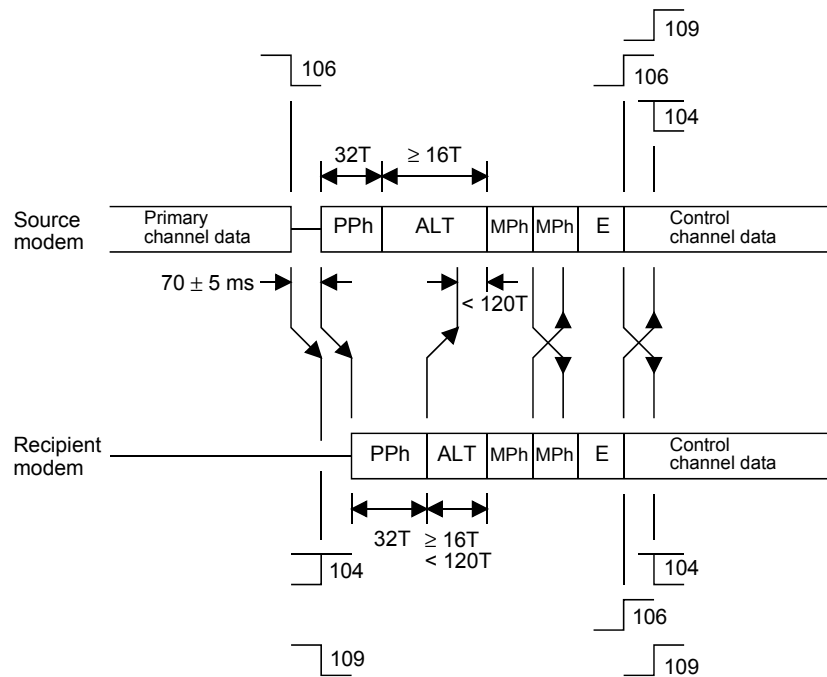 109
106
106
104
32T
≥ 16T
Source modem
Primary channel data
PPh
ALT
MPh
MPh
E
Control channel data
70 ± 5 ms
< 120T
Recipient modem
PPh
ALT
MPh
MPh
E
Control channel data
32T
≥ 16T
< 120T
104
104
106
109
109